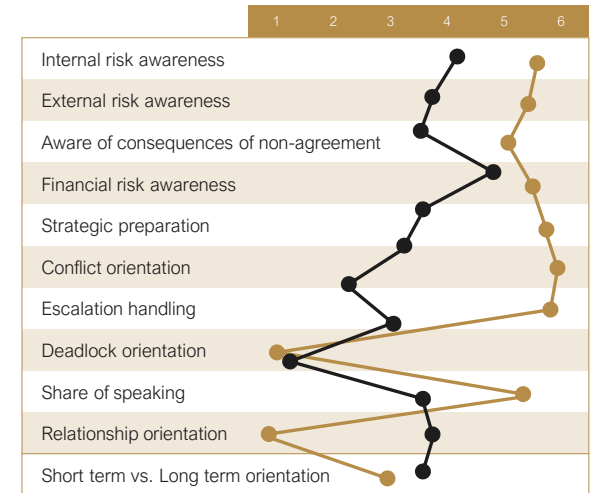 1 2 3 4 5 6
Internal risk awareness
External risk awareness
Aware of consequences of non-agreement
Financial risk awareness
Strategic preparation
Conflict orientation
Escalation handling
Deadlock orientation
Share of speaking
Relationship orientation
Short term vs. Long term orientation